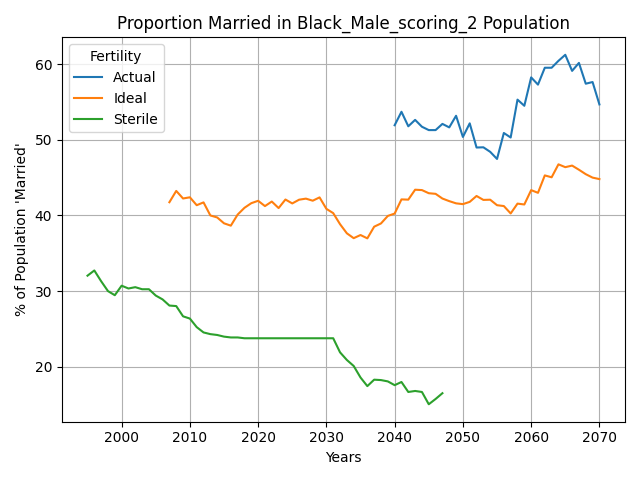 Proportion Married in Black_Male_scoring_2 Population
Fertility
Actual
Ideal
Sterile
% of Population 'Married'
60
50
40
30
20
2000 2010 2020 2030 2040 2050 2060 2070
Years